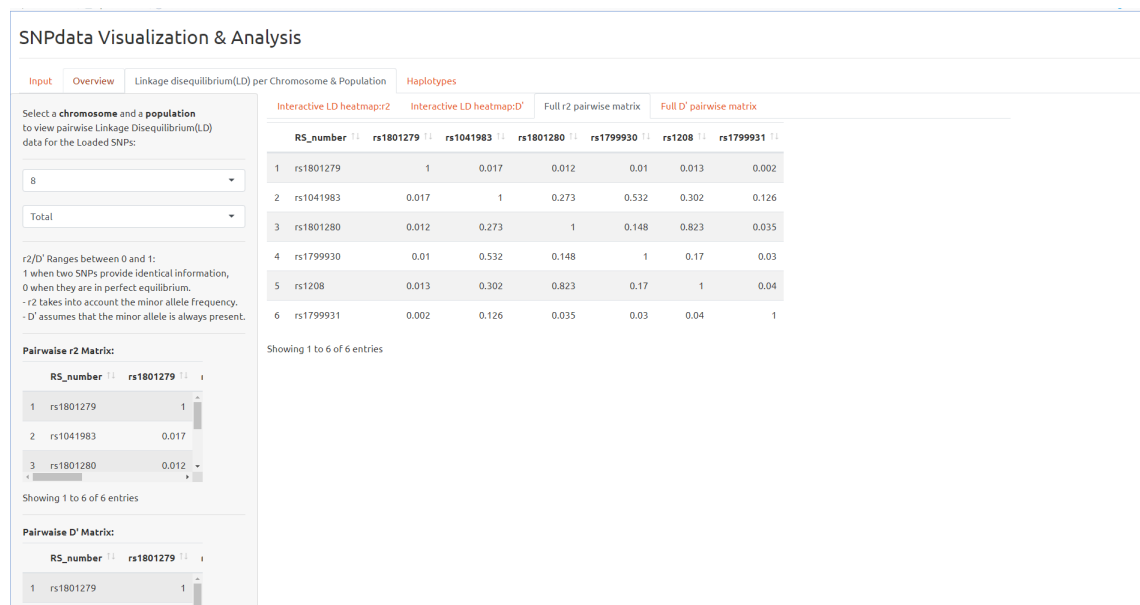 SNPdata Visualization & Analysis
Input Overview Linkage disequilibrium(LD) per Chromosome & Population Haplotypes
Select a chromosome and a population
to view pairwise Linkage Disequilibrium(LD)
data for the Loaded SNPs:
8
Total
r2/D' Ranges between 0 and 1:
1 when two SNPs provide identical information,
0 when they are in perfect equilibrium.
- r2 takes into account the minor allele frequency.
- D' assumes that the minor allele is always present.
Pairwaise r2 Matrix:
RS_number rs1801279
1 rs1801279 1
2 rs1041983 0.017
3 rs1801280 0.012
Showing 1 to 6 of 6 entries
Pairwaise D' Matrix:
RS_number rs1801279
1 rs1801279 1
Interactive LD heatmap:r2 Interactive LD heatmap:D' Full r2 pairwise matrix Full D' pairwise matrix
RS_number rs1801279 rs1041983 rs1801280 rs1799930 rs1208 rs1799931
1 rs1801279 1 0.017 0.012 0.01 0.013 0.002
2 rs1041983 0.017 1 0.273 0.532 0.302 0.126
3 rs1801280 0.012 0.273 1 0.148 0.823 0.035
4 rs1799930 0.01 0.532 0.148 1 0.17 0.03
5 rs1208 0.013 0.302 0.823 0.17 1 0.04
6 rs1799931 0.002 0.126 0.035 0.03 0.04 1
Showing 1 to 6 of 6 entries